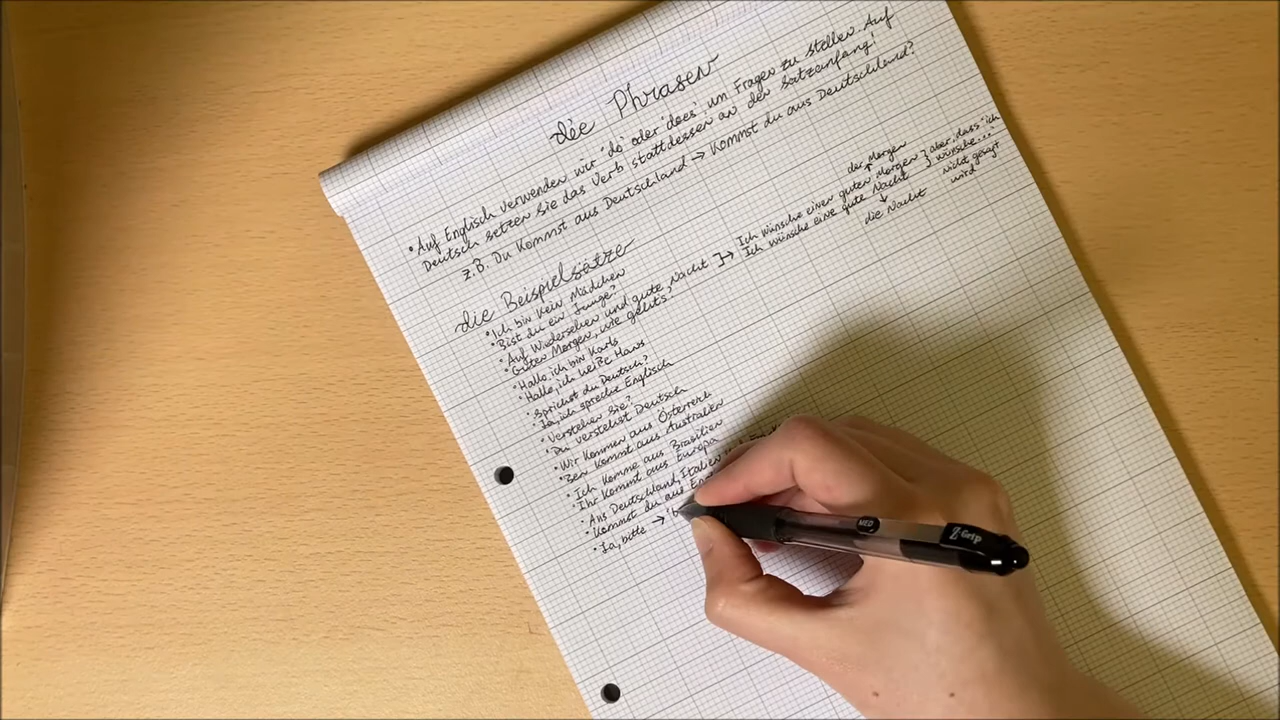 die Phrasen
• Auf Englisch verwenden wir 'do' oder 'does', um Fragen zu stellen. Auf
Deutsch setzen Sie das Verb stattdessen an den Satzanfang!
z.B. Du kommst aus Deutschland → kommst du aus Deutschland?
die Beispielsätze
• Ich bin kein Mädchen
• Bist du ein Junge?
• Auf Wiedersehen und gute Nacht
• Guten Morgen, wie geht's?
der Morgen
Ich wünsche einen guten Morgen
Ich wünsche eine gute Nacht
die Nacht
aber dass 'ich
wünsche...'
nicht gesagt
wird
• Hallo, ich bin Karls
• Hallo, ich heiße Hans
• Sprichst du Deutsch?
• Ja, ich spreche Englisch
• Verstehen Sie?
• Du verstehst Deutsch
• Wir kommen aus Österreich
• Ben kommt aus Australien
• Ich komme aus Brasilien
• Ihr kommt aus Europa
• Aus Deutschland, Italien
• Kommst du aus
• Ja, bitte →
MED
Z-Grip